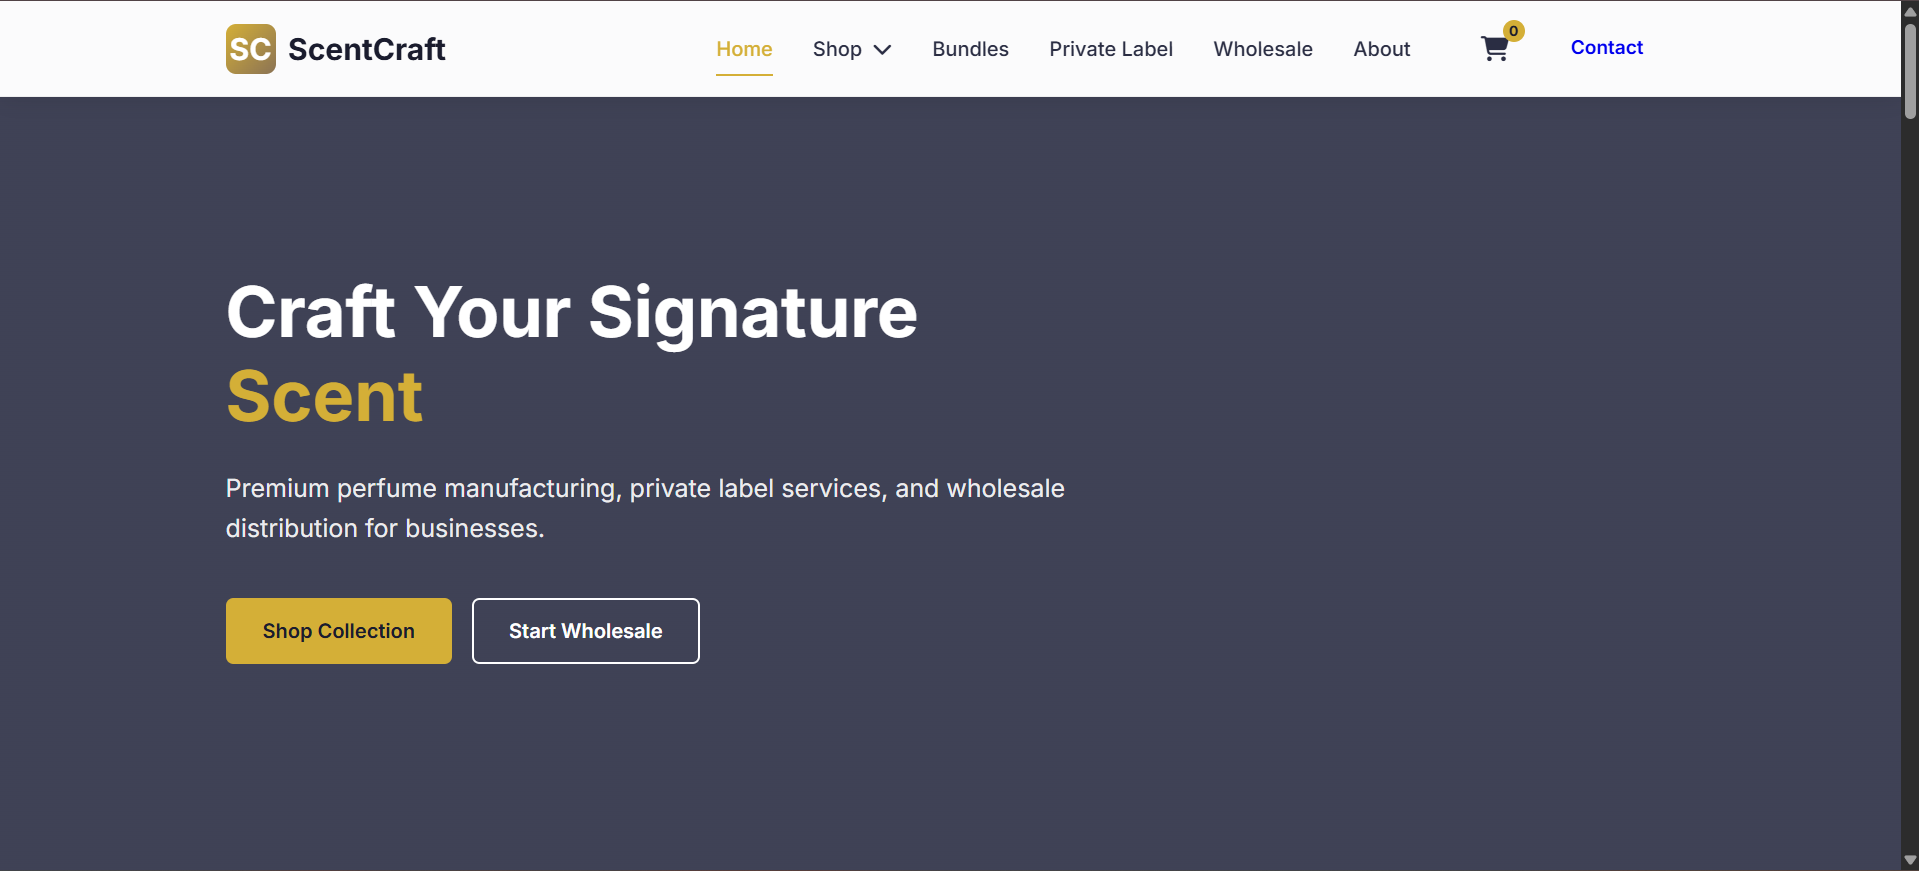 SC ScentCraft
Home Shop Bundles Private Label Wholesale About 0 Contact
Craft Your Signature
Scent
Premium perfume manufacturing, private label services, and wholesale
distribution for businesses.
Shop Collection Start Wholesale